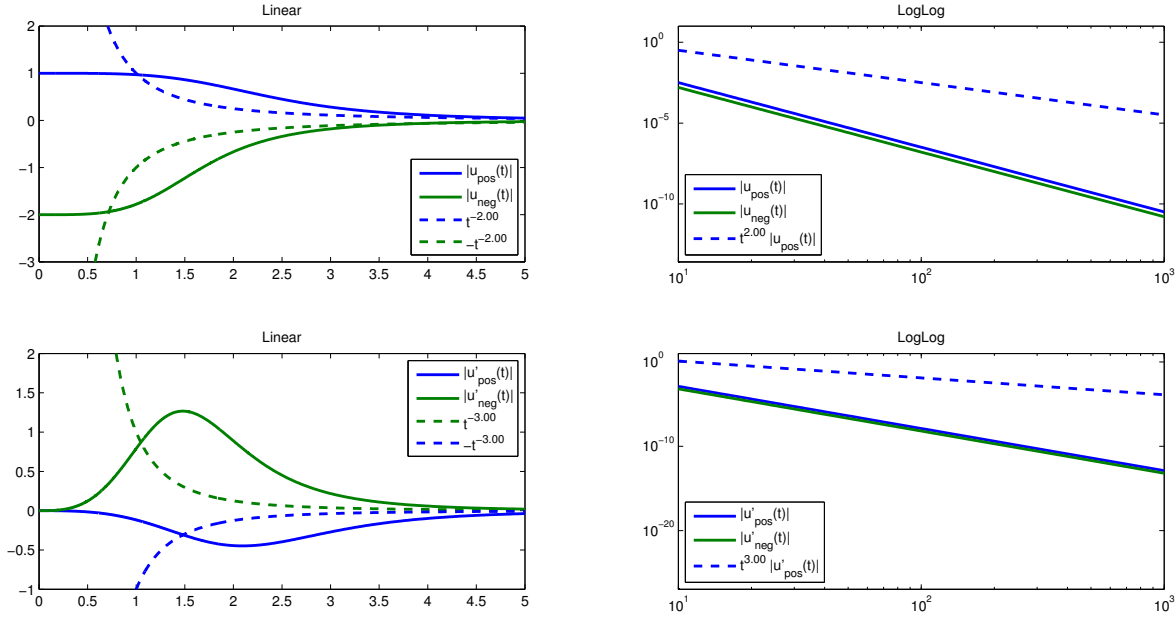 Linear
2
1
0
−1
−2
−3
0 0.5 1 1.5 2 2.5 3 3.5 4 4.5 5
|u_pos(t)|
|u_neg(t)|
t^−2.00
−t^−2.00
LogLog
10^0
10^−5
10^−10
10^1 10^2 10^3
|u_pos(t)|
|u_neg(t)|
t^2.00 |u_pos(t)|
Linear
2
1.5
1
0.5
0
−0.5
−1
0 0.5 1 1.5 2 2.5 3 3.5 4 4.5 5
|u'_pos(t)|
|u'_neg(t)|
t^−3.00
−t^−3.00
LogLog
10^0
10^−10
10^−20
10^1 10^2 10^3
|u'_pos(t)|
|u'_neg(t)|
t^3.00 |u'_pos(t)|